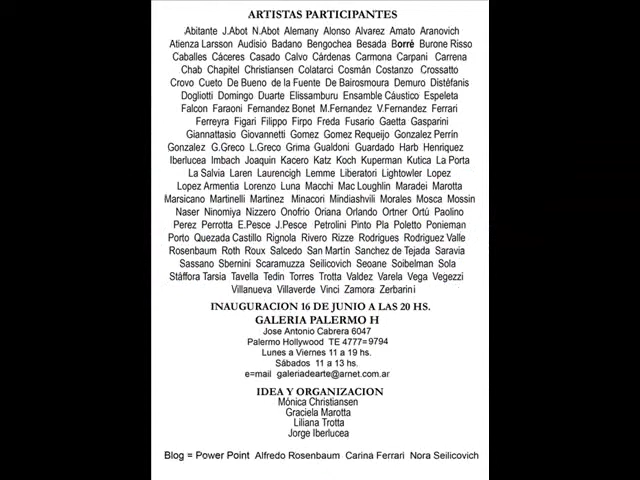 ARTISTAS PARTICIPANTES
Abitante J.Abot N.Abot Alemany Alonso Alvarez Amato Aranovich
Atienza Larsson Audísio Badano Bengochea Besada Borré Burone Risso
Caballes Cáceres Casado Calvo Cárdenas Carmona Carpani Carrena
Chab Chapitel Christiansen Colatarci Cosmán Costanzo Crossatto
Crovo Cueto De Bueno de la Fuente De Bairosmoura Demuro Distéfanis
Dogliotti Domingo Duarte Elissamburu Ensamble Cáustico Espeleta
Falcon Faraoni Fernandez Bonet M.Fernandez V.Fernandez Ferrari
Ferreyra Figari Filippo Firpo Freda Fusario Gaetta Gasparini
Giannattasio Giovannetti Gomez Gomez Requeijo Gonzalez Perrín
Gonzalez G.Greco L.Greco Grima Gualdoni Guardado Harb Henriquez
Iberlucea Imbach Joaquin Kacero Katz Koch Kuperman Kutica La Porta
La Salvia Laren Laurencigh Lemme Liberatori Lightowler Lopez
Lopez Armentia Lorenzo Luna Macchi Mac Loughlin Maradei Marotta
Marsicano Martinelli Martinez Minacori Mindiashvili Morales Mosca Mossin
Naser Ninomiya Nizzero Onofrio Oriana Orlando Ortner Ortú Paolino
Perez Perrotta E.Pesce J.Pesce Petrolini Pinto Pla Poletto Ponieman
Porto Quezada Castillo Rignola Rivero Rizze Rodrigues Rodriguez Valle
Rosenbaum Roth Roux Salcedo San Martín Sanchez de Tejada Saravia
Sassano Sbernini Scaramuzza Seilicovich Seoane Soibelman Sola
Stáffora Tarsia Tavella Tedin Torres Trotta Valdez Varela Vega Vegezzi
Villanueva Villaverde Vinci Zamora Zerbarini
INAUGURACION 16 DE JUNIO A LAS 20 HS.
GALERIA PALERMO H
Jose Antonio Cabrera 6047
Palermo Hollywood TE 4777=9794
Lunes a Viernes 11 a 19 hs.
Sábados 11 a 13 hs.
e=mail galeriadearte@arnet.com.ar
IDEA Y ORGANIZACION
Mónica Christiansen
Graciela Marotta
Liliana Trotta
Jorge Iberlucea
Blog = Power Point Alfredo Rosenbaum Carina Ferrari Nora Seilicovich